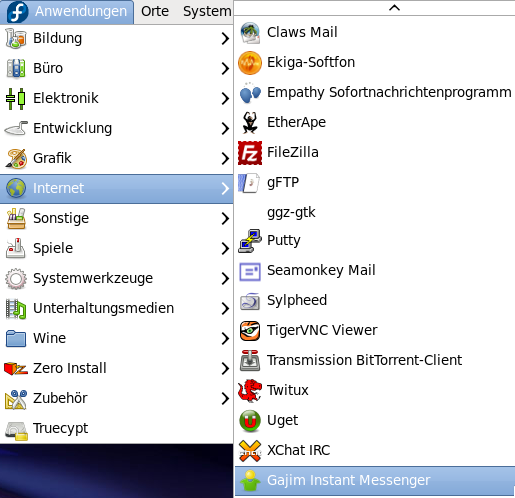 Anwendungen Orte System
Bildung
Büro
Elektronik
Entwicklung
Grafik
Internet
Sonstige
Spiele
Systemwerkzeuge
Unterhaltungsmedien
Wine
Zero Install
Zubehör
Truecypt
Claws Mail
Ekiga-Softfon
Empathy Sofortnachrichtenprogramm
EtherApe
FileZilla
gFTP
ggz-gtk
Putty
Seamonkey Mail
Sylpheed
TigerVNC Viewer
Transmission BitTorrent-Client
Twitux
Uget
XChat IRC
Gajim Instant Messenger